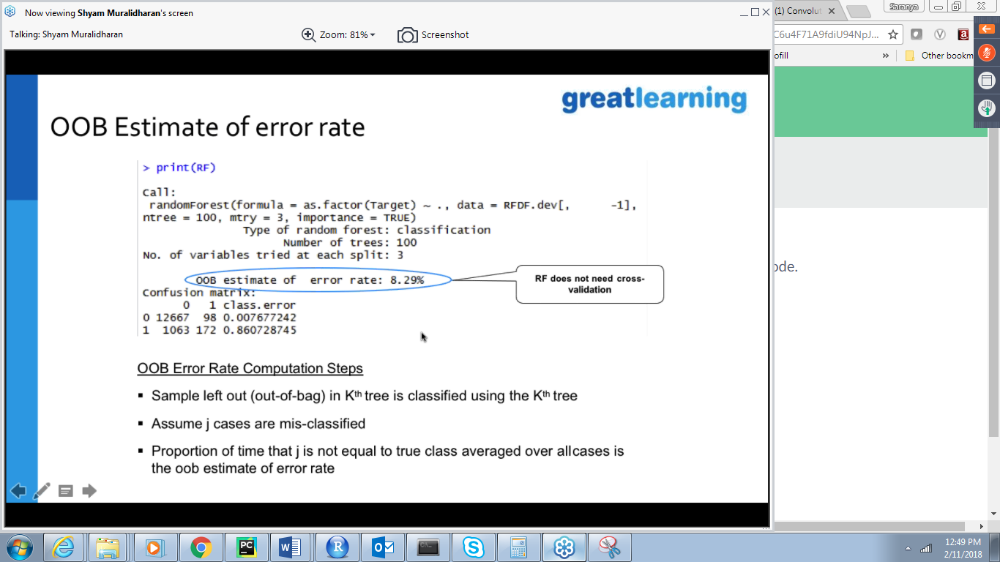 Now viewing Shyam Muralidharan's screen
Talking: Shyam Muralidharan
Zoom: 81%
Screenshot
(1) Convolut
Saranya
C6u4F71A9fdiU94NpJ...
ofill
»
Other bookm
greatlearning
OOB Estimate of error rate
> print(RF)
Call:
randomForest(formula = as.factor(Target) ~ ., data = RFDF.dev[, -1],
ntree = 100, mtry = 3, importance = TRUE)
Type of random forest: classification
Number of trees: 100
No. of variables tried at each split: 3
OOB estimate of error rate: 8.29%
Confusion matrix:
0 1 class.error
0 12667 98 0.007677242
1 1063 172 0.860728745
RF does not need cross-
validation
ode.
OOB Error Rate Computation Steps
▪ Sample left out (out-of-bag) in Kth tree is classified using the Kth tree
▪ Assume j cases are mis-classified
▪ Proportion of time that j is not equal to true class averaged over allcases is
the oob estimate of error rate
12:49 PM
2/11/2018